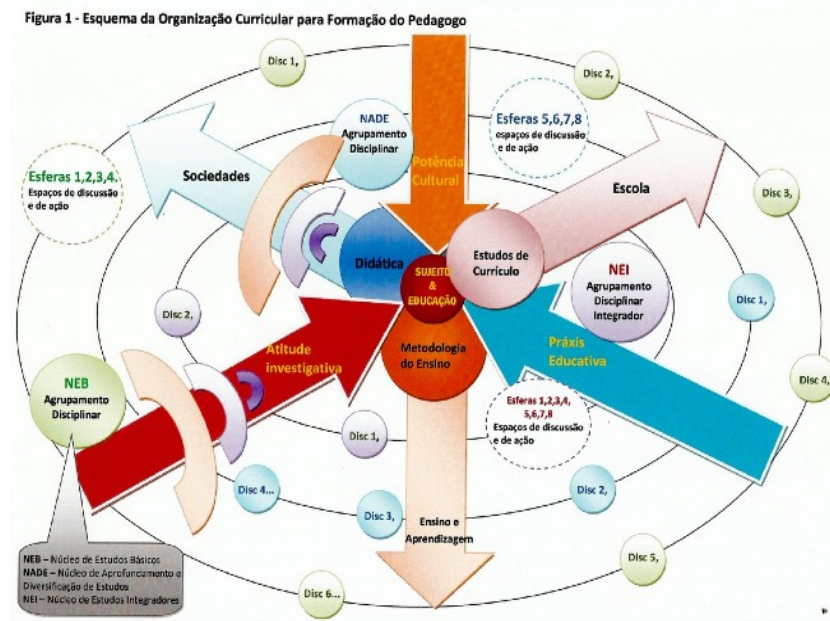 Figura 1 - Esquema da Organização Curricular para Formação do Pedagogo
Disc 1,
Disc 2,
NADE
Agrupamento
Disciplinar
Esferas 5,6,7,8
espaços de discussão
e de ação
Potência
Cultural
Esferas 1,2,3,4.
Espaços de discussão
e de ação
Sociedades
Escola
Disc 3,
Didática
Estudos de
Currículo
SUJEITO
&
EDUCAÇÃO
NEI
Agrupamento
Disciplinar
Integrador
Disc 1,
Disc 2,
Atitude
investigativa
Metodologia
do Ensino
Práxis
Educativa
NEB
Agrupamento
Disciplinar
Disc 4,
Esferas 1,2,3,4,
5,6,7,8
Espaços de discussão
e de ação
Disc 1,
Disc 4...
Disc 3,
Disc 2,
Ensino e
Aprendizagem
Disc 5,
NEB – Núcleo de Estudos Básicos
NADE – Núcleo de Aprofundamento e
Diversificação de Estudos
NEI – Núcleo de Estudos Integradores
Disc 6...